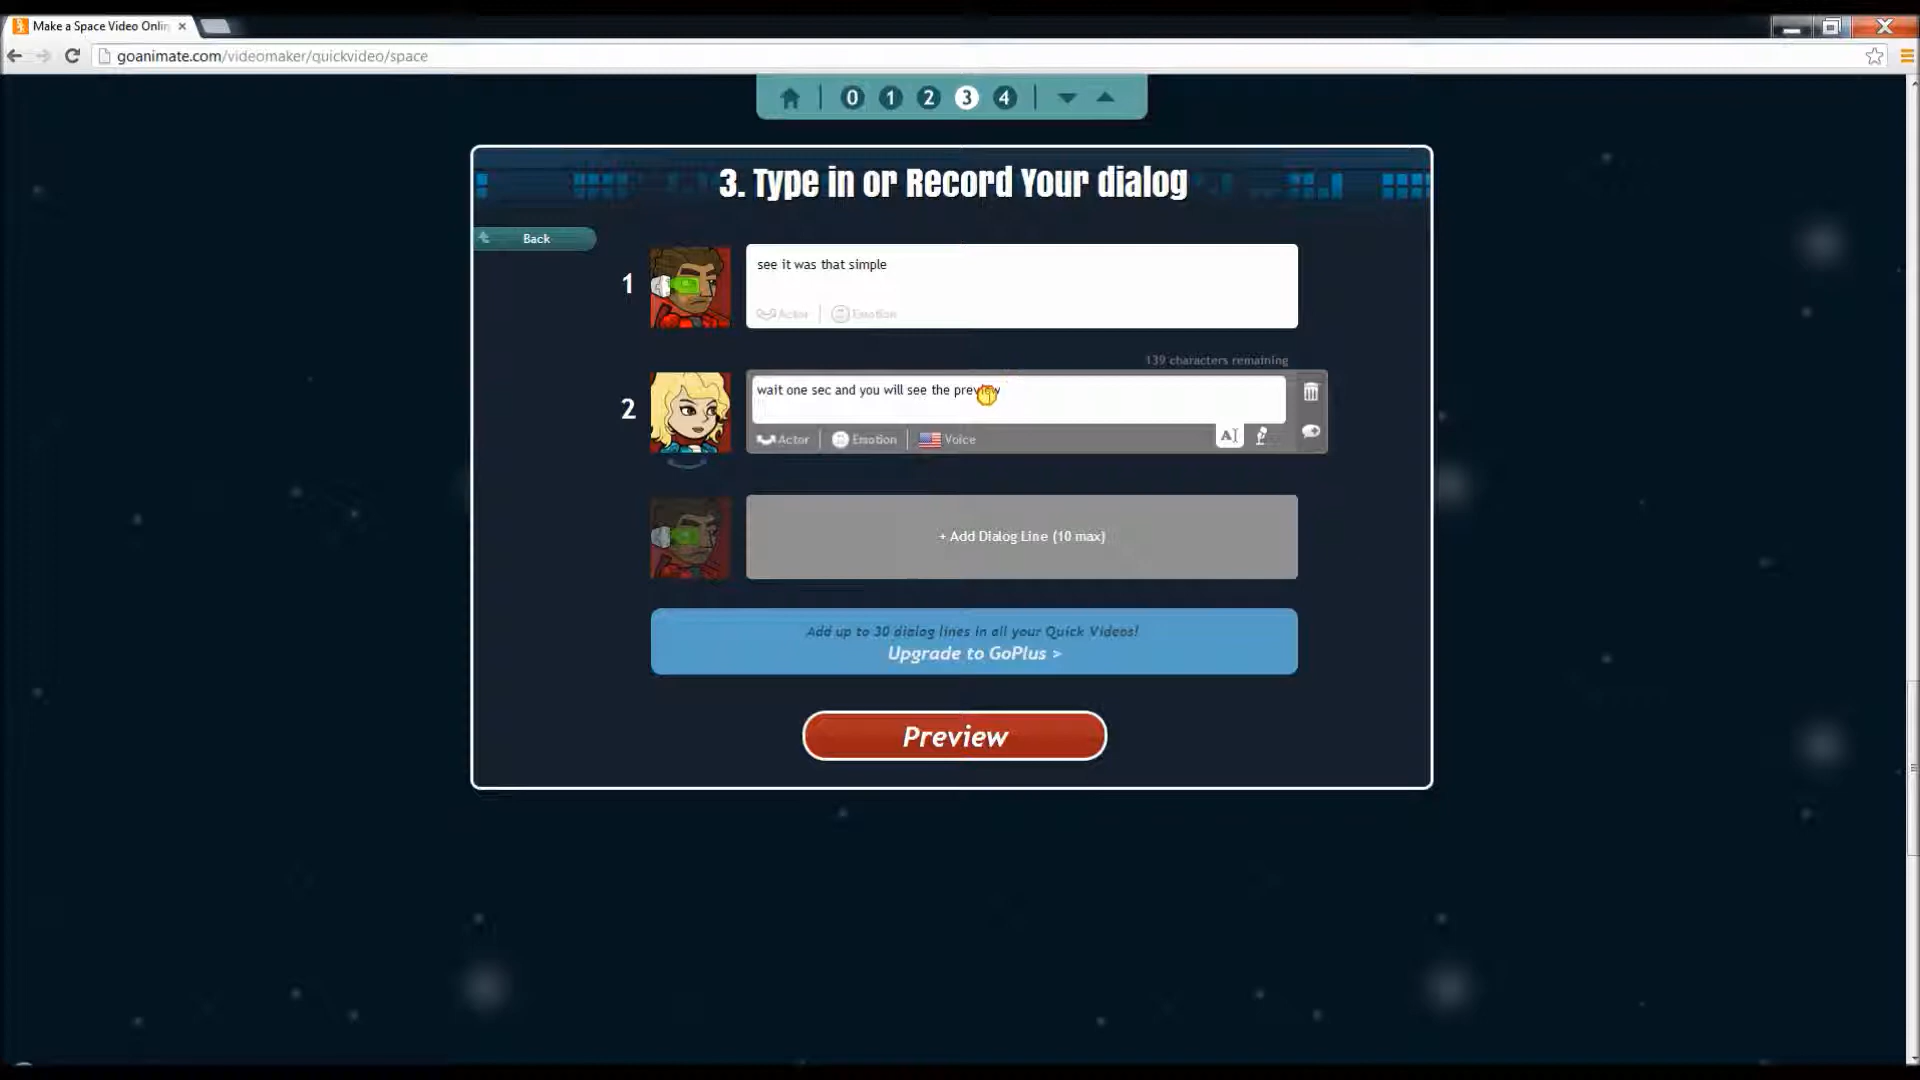 Make a Space Video Onlin
goanimate.com/videomaker/quickvideo/space
0 1 2 3 4
3. Type in or Record Your dialog
Back
1
see it was that simple
Actor Emotion
139 characters remaining
2
wait one sec and you will see the preview
Actor Emotion Voice
A
+ Add Dialog Line (10 max)
Add up to 30 dialog lines in all your Quick Videos!
Upgrade to GoPlus >
Preview